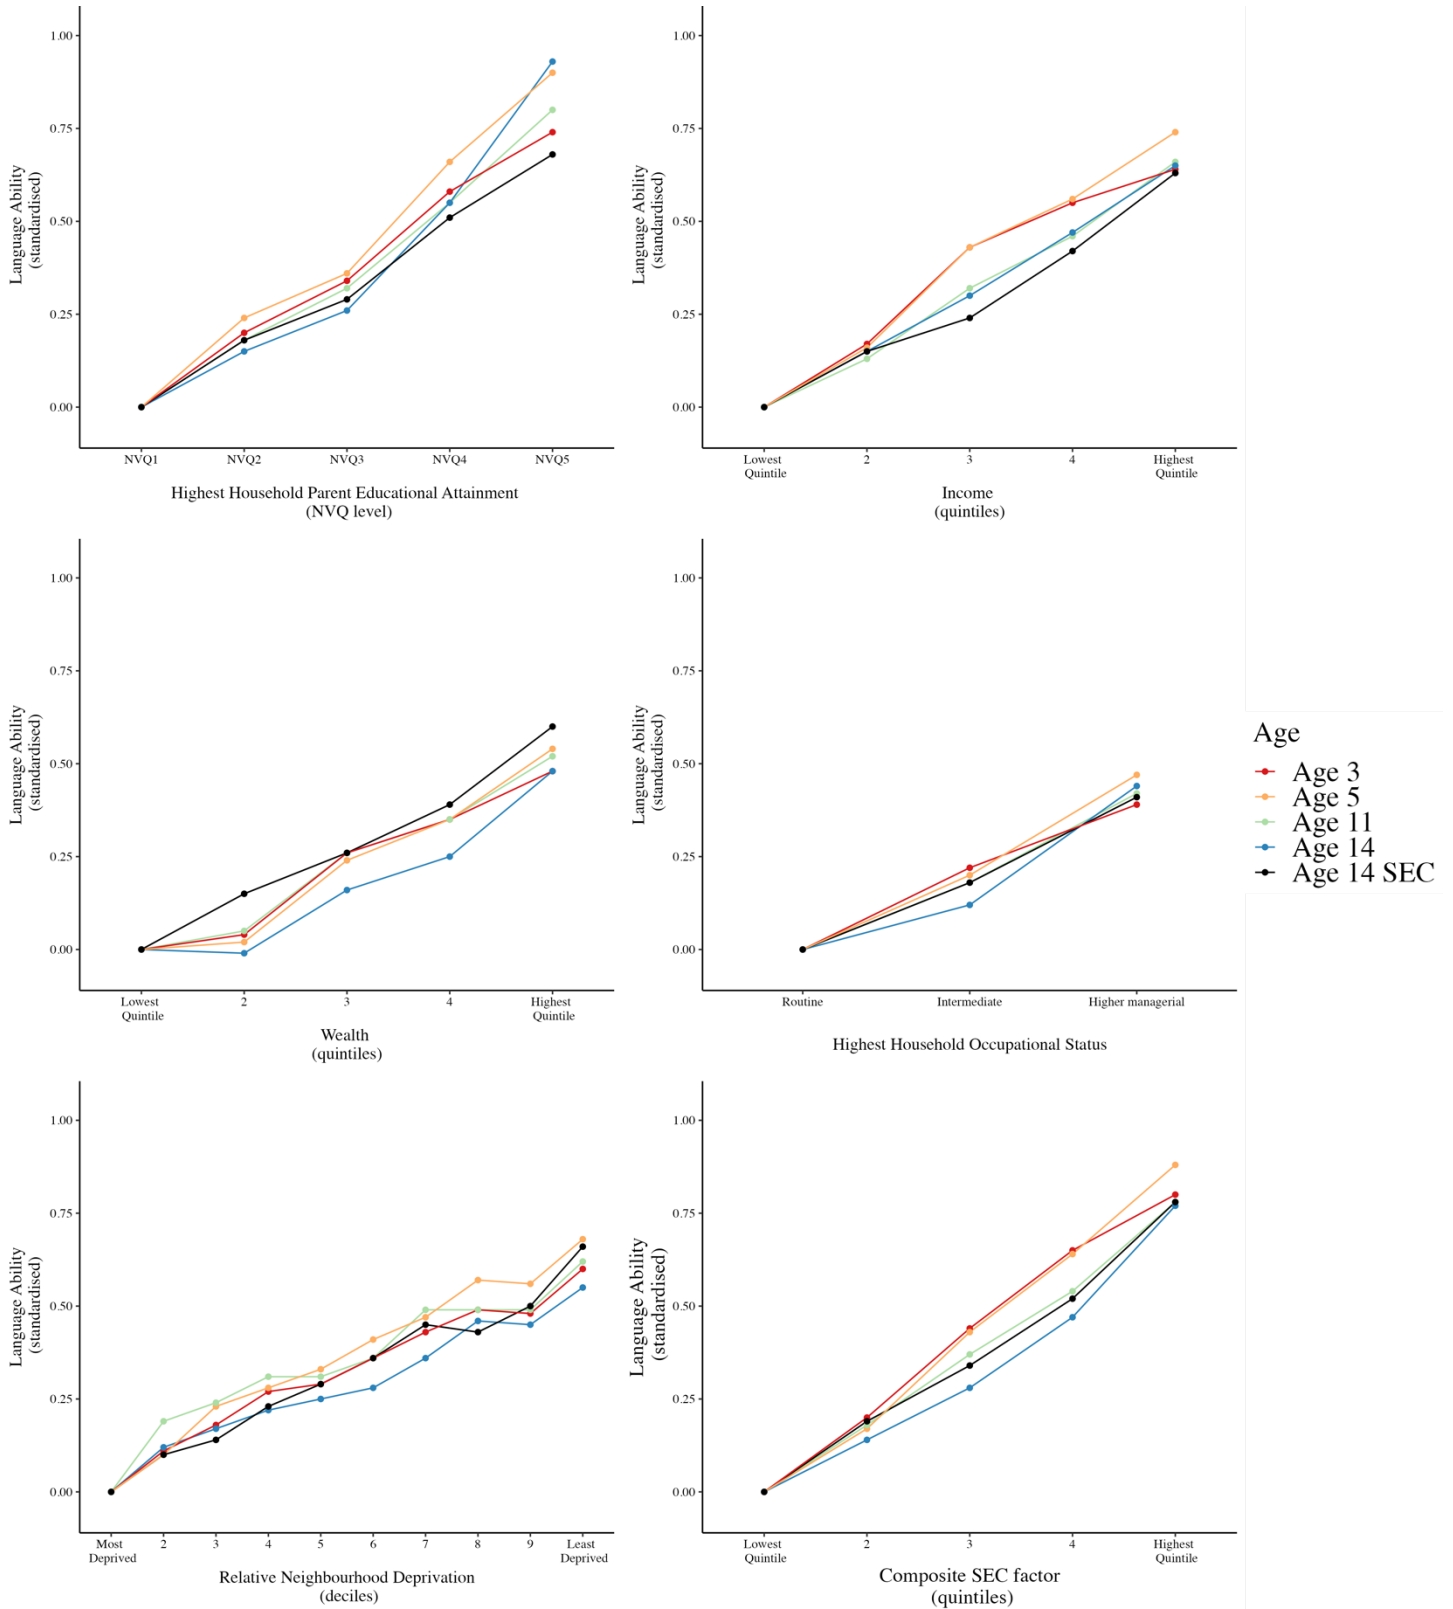 1.00
0.75
0.50
0.25
0.00
Language Ability
(standardised)
NVQ1 NVQ2 NVQ3 NVQ4 NVQ5
Highest Household Parent Educational Attainment
(NVQ level)
1.00
0.75
0.50
0.25
0.00
Language Ability
(standardised)
Lowest 2 3 4 Highest
Quintile Quintile
Income
(quintiles)
1.00
0.75
0.50
0.25
0.00
Language Ability
(standardised)
Lowest 2 3 4 Highest
Quintile Quintile
Wealth
(quintiles)
1.00
0.75
0.50
0.25
0.00
Language Ability
(standardised)
Routine Intermediate Higher managerial
Highest Household Occupational Status
Age
Age 3
Age 5
Age 11
Age 14
Age 14 SEC
1.00
0.75
0.50
0.25
0.00
Language Ability
(standardised)
Most 2 3 4 5 6 7 8 9 Least
Deprived Deprived
Relative Neighbourhood Deprivation
(deciles)
1.00
0.75
0.50
0.25
0.00
Language Ability
(standardised)
Lowest 2 3 4 Highest
Quintile Quintile
Composite SEC factor
(quintiles)